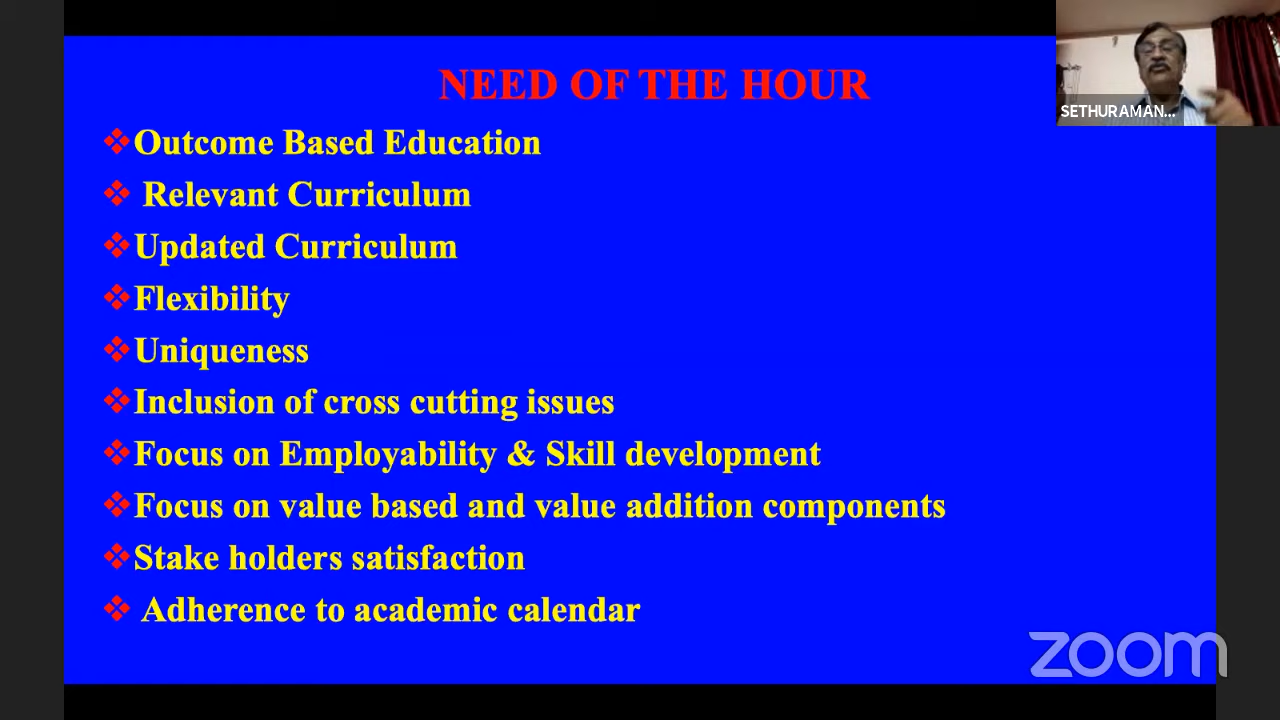 NEED OF THE HOUR
SETHURAMAN...
❖Outcome Based Education
❖ Relevant Curriculum
❖Updated Curriculum
❖Flexibility
❖Uniqueness
❖Inclusion of cross cutting issues
❖Focus on Employability & Skill development
❖Focus on value based and value addition components
❖Stake holders satisfaction
❖ Adherence to academic calendar
zoom